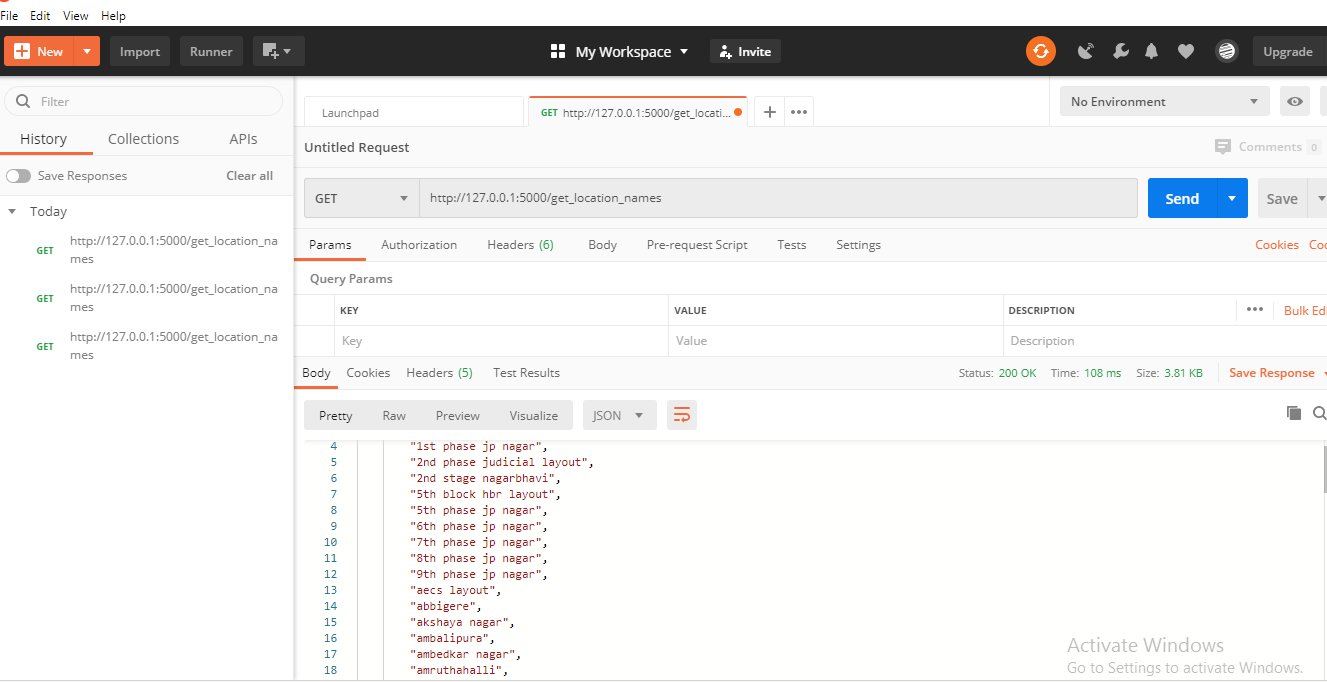 File Edit View Help
New Import Runner My Workspace Invite Upgrade
Filter
History Collections APIs
Save Responses Clear all
Today
GET http://127.0.0.1:5000/get_location_na
mes
GET http://127.0.0.1:5000/get_location_na
mes
GET http://127.0.0.1:5000/get_location_na
mes
Launchpad GET http://127.0.0.1:5000/get_locati... No Environment
Untitled Request Comments 0
GET http://127.0.0.1:5000/get_location_names Send Save
Params Authorization Headers (6) Body Pre-request Script Tests Settings Cookies Coo
Query Params
KEY VALUE DESCRIPTION Bulk Edi
Key Value Description
Body Cookies Headers (5) Test Results Status: 200 OK Time: 108 ms Size: 3.81 KB Save Response
Pretty Raw Preview Visualize JSON
4 "1st phase jp nagar",
5 "2nd phase judicial layout",
6 "2nd stage nagarbhavi",
7 "5th block hbr layout",
8 "5th phase jp nagar",
9 "6th phase jp nagar",
10 "7th phase jp nagar",
11 "8th phase jp nagar",
12 "9th phase jp nagar",
13 "aecs layout",
14 "abbigere",
15 "akshaya nagar",
16 "ambalipura",
17 "ambedkar nagar",
18 "amruthahalli",
Activate Windows
Go to Settings to activate Windows.